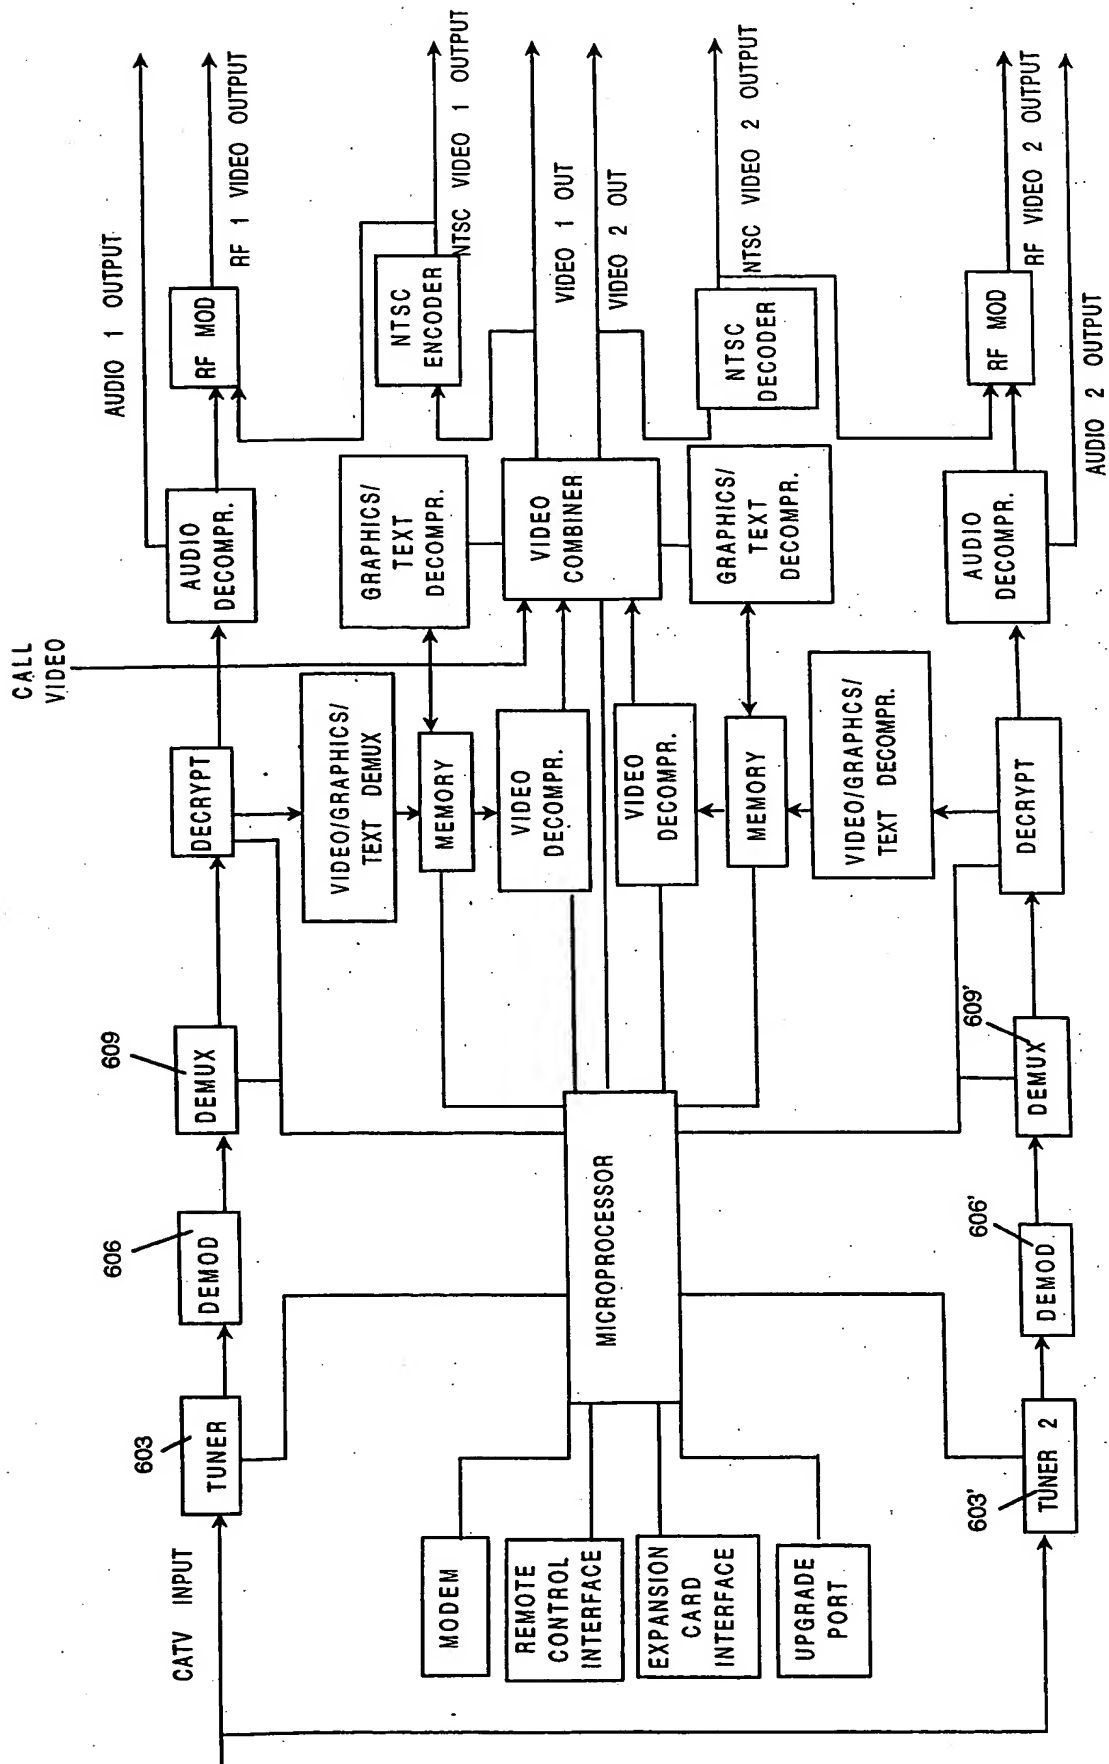 CATV INPUT
603
TUNER
606
DEMOD
609
DEMUX
DECRYPT
AUDIO
DECOMPR.
RF MOD
AUDIO 1 OUTPUT
RF 1 VIDEO OUTPUT
CALL
VIDEO
VIDEO/GRAPHICS/
TEXT DEMUX
GRAPHICS/
TEXT
DECOMPR.
NTSC
ENCODER
NTSC VIDEO 1 OUTPUT
MEMORY
VIDEO
DECOMPR.
VIDEO
COMBINER
VIDEO 1 OUT
VIDEO 2 OUT
MODEM
REMOTE
CONTROL
INTERFACE
EXPANSION
CARD
INTERFACE
UPGRADE
PORT
MICROPROCESSOR
VIDEO
DECOMPR.
MEMORY
GRAPHICS/
TEXT
DECOMPR.
NTSC
DECODER
NTSC VIDEO 2 OUTPUT
VIDEO/GRAPHCS/
TEXT DECOMPR.
603'
TUNER 2
606'
DEMOD
609'
DEMUX
DECRYPT
AUDIO
DECOMPR.
RF MOD
RF VIDEO 2 OUTPUT
AUDIO 2 OUTPUT